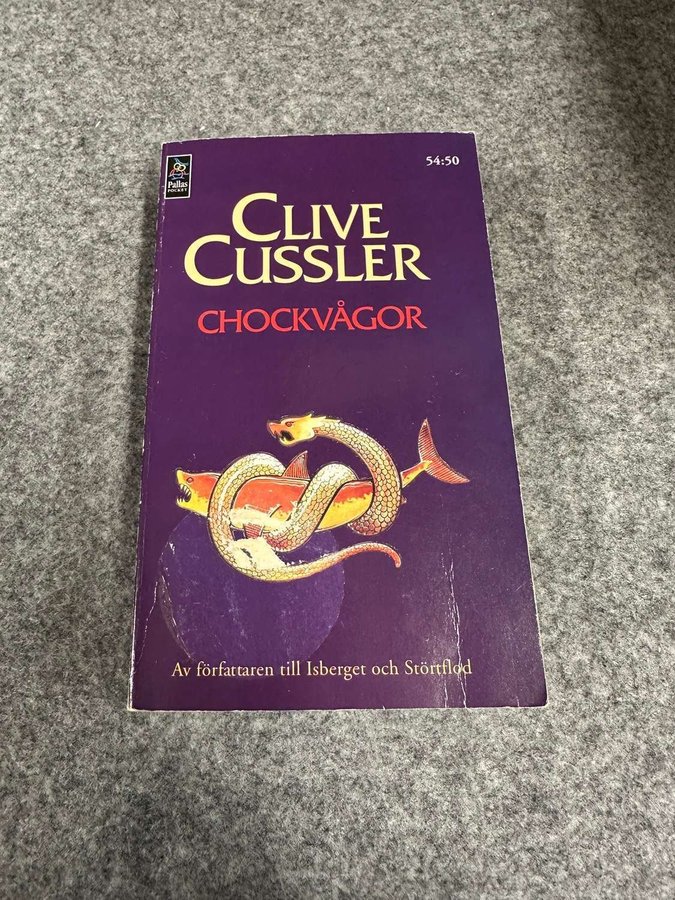 54:50
Pallas
POCKET
CLIVE
CUSSLER
CHOCKVÅGOR
Av författaren till Isberget och Störtflod